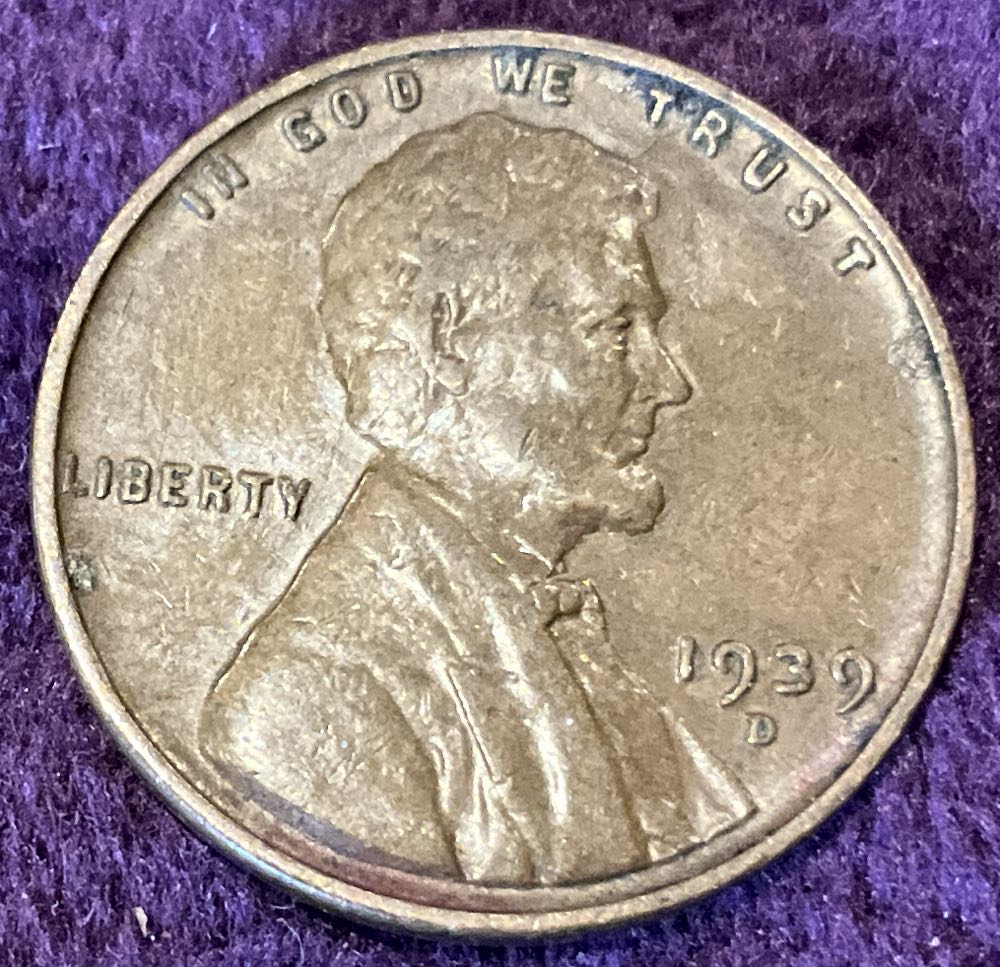 IN GOD WE TRUST
LIBERTY
1939
D